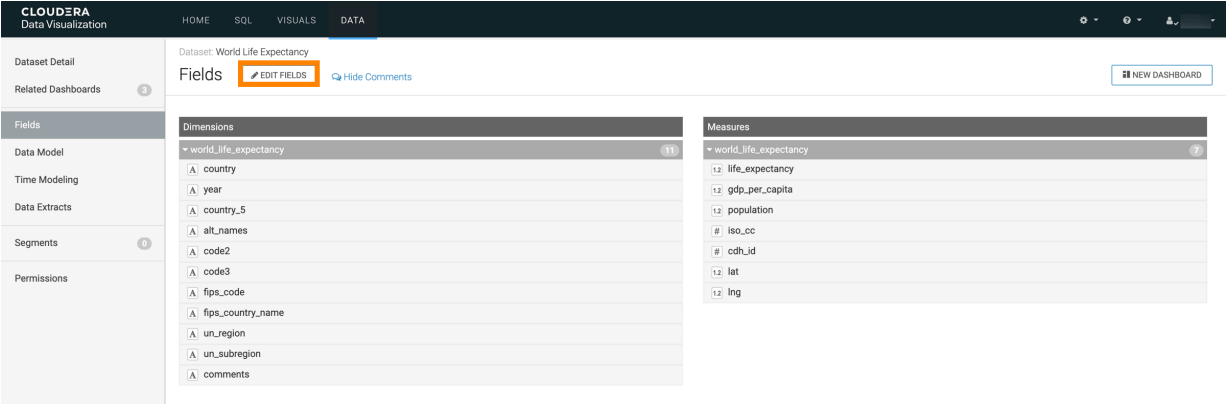 CLOUDERA
Data Visualization
HOME SQL VISUALS DATA
Dataset Detail
Related Dashboards 3
Fields
Data Model
Time Modeling
Data Extracts
Segments 0
Permissions
Dataset: World Life Expectancy
Fields EDIT FIELDS Hide Comments
NEW DASHBOARD
Dimensions
world_life_expectancy 11
A country
A year
A country_5
A alt_names
A code2
A code3
A fips_code
A fips_country_name
A un_region
A un_subregion
A comments
Measures
world_life_expectancy 7
1.2 life_expectancy
1.2 gdp_per_capita
1.2 population
# iso_cc
# cdh_id
1.2 lat
1.2 lng